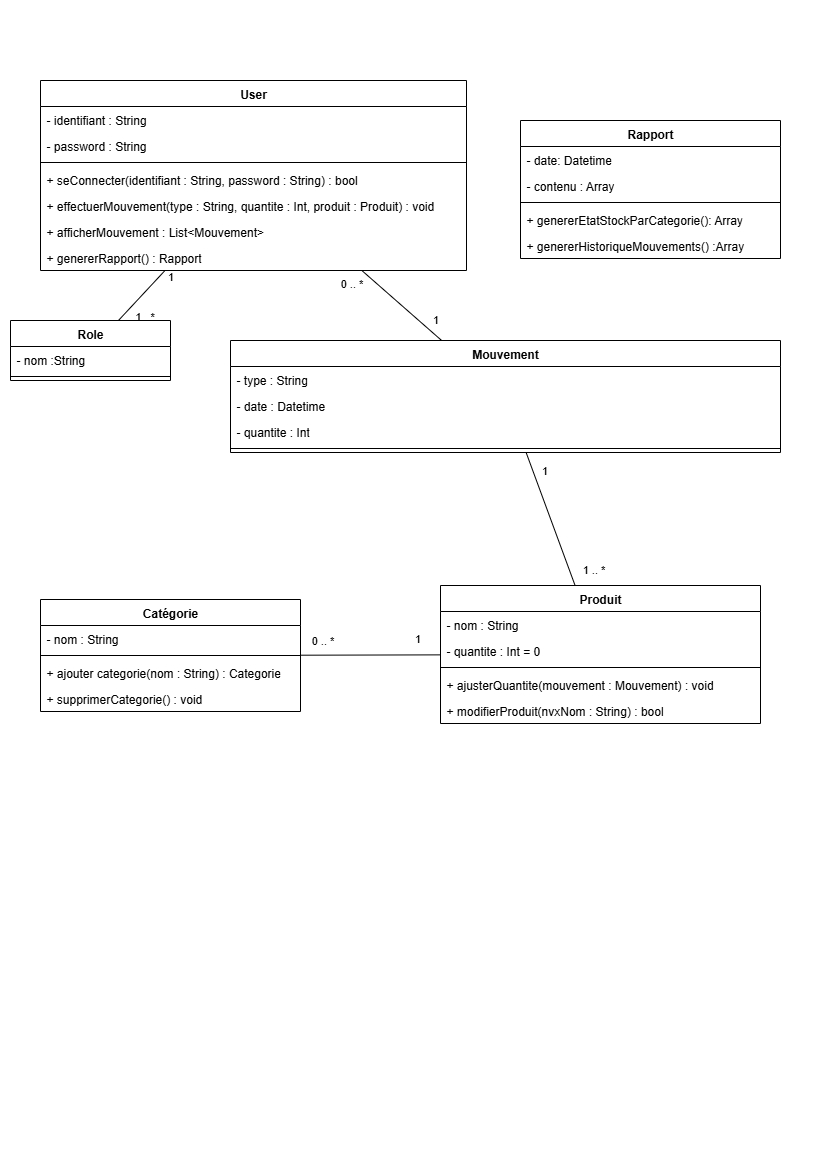 User
- identifiant : String
- password : String
+ seConnecter(identifiant : String, password : String) : bool
+ effectuerMouvement(type : String, quantite : Int, produit : Produit) : void
+ afficherMouvement : List<Mouvement>
+ genererRapport() : Rapport
Rapport
- date: Datetime
- contenu : Array
+ genererEtatStockParCategorie(): Array
+ genererHistoriqueMouvements() :Array
1
0 .. *
1 .. *
1
Role
- nom :String
Mouvement
- type : String
- date : Datetime
- quantite : Int
1
1 .. *
Catégorie
- nom : String
+ ajouter categorie(nom : String) : Categorie
+ supprimerCategorie() : void
0 .. *
1
Produit
- nom : String
- quantite : Int = 0
+ ajusterQuantite(mouvement : Mouvement) : void
+ modifierProduit(nvxNom : String) : bool